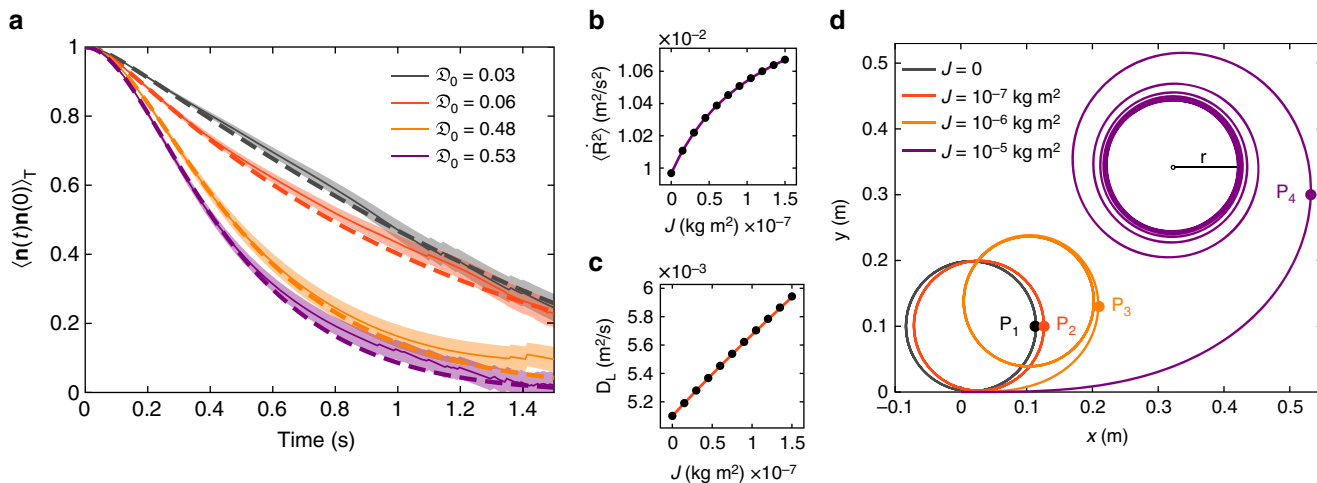 a
⟨n(t)n(0)⟩T
1
0.8
0.6
0.4
0.2
0
0 0.2 0.4 0.6 0.8 1 1.2 1.4
Time (s)
𝔇0 = 0.03
𝔇0 = 0.06
𝔇0 = 0.48
𝔇0 = 0.53
b
×10−2
⟨Ṙ2⟩ (m2/s2)
1.06
1.04
1.02
1
0 0.5 1 1.5
J (kg m2) ×10−7
c
×10−3
DL (m2/s)
6
5.8
5.6
5.4
5.2
0 0.5 1 1.5
J (kg m2) ×10−7
d
y (m)
0.5
0.4
0.3
0.2
0.1
0
−0.1 0 0.1 0.2 0.3 0.4 0.5
x (m)
J = 0
J = 10−7 kg m2
J = 10−6 kg m2
J = 10−5 kg m2
r
P4
P1
P2
P3